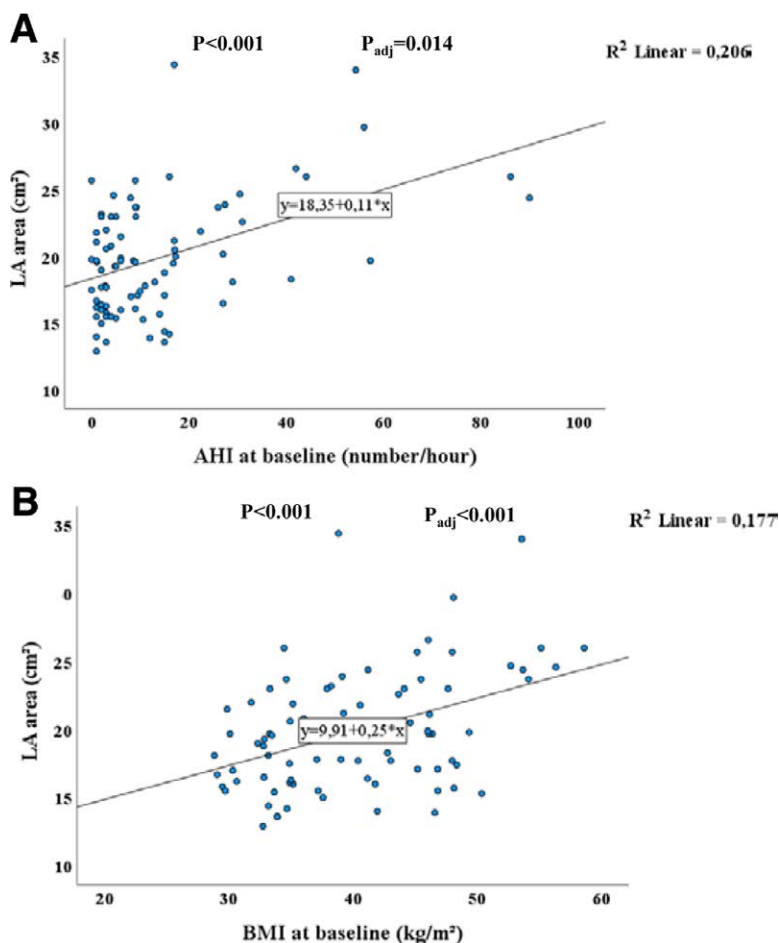 A
P<0.001 P_adj=0.014
R² Linear = 0,206
35
30
25
20
15
10
LA area (cm²)
y=18,35+0,11*x
0 20 40 60 80 100
AHI at baseline (number/hour)
B
P<0.001 P_adj<0.001
R² Linear = 0,177
35
0
25
20
15
10
LA area (cm²)
y=9,91+0,25*x
20 30 40 50 60
BMI at baseline (kg/m²)